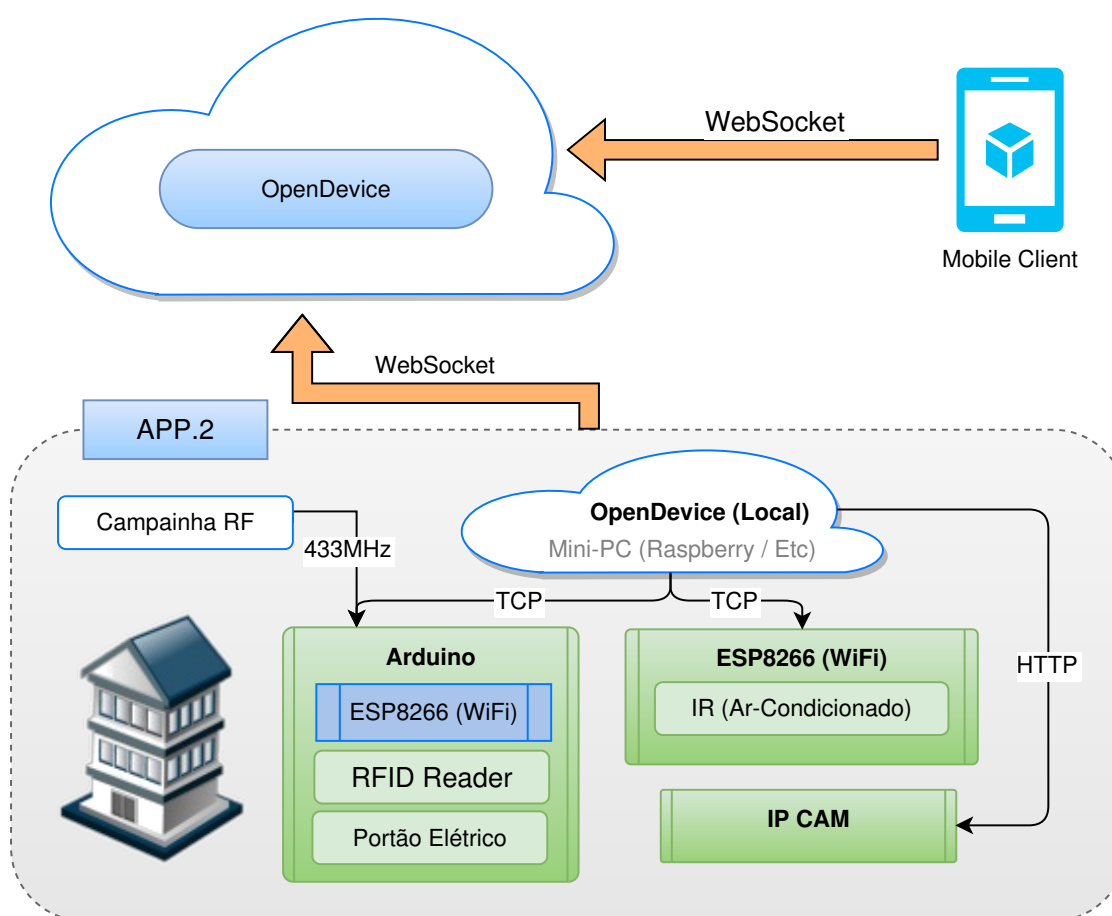 WebSocket
OpenDevice
Mobile Client
WebSocket
APP.2
Campainha RF
433MHz
OpenDevice (Local)
Mini-PC (Raspberry / Etc)
TCP
TCP
HTTP
Arduino
ESP8266 (WiFi)
RFID Reader
Portão Elétrico
ESP8266 (WiFi)
IR (Ar-Condicionado)
IP CAM